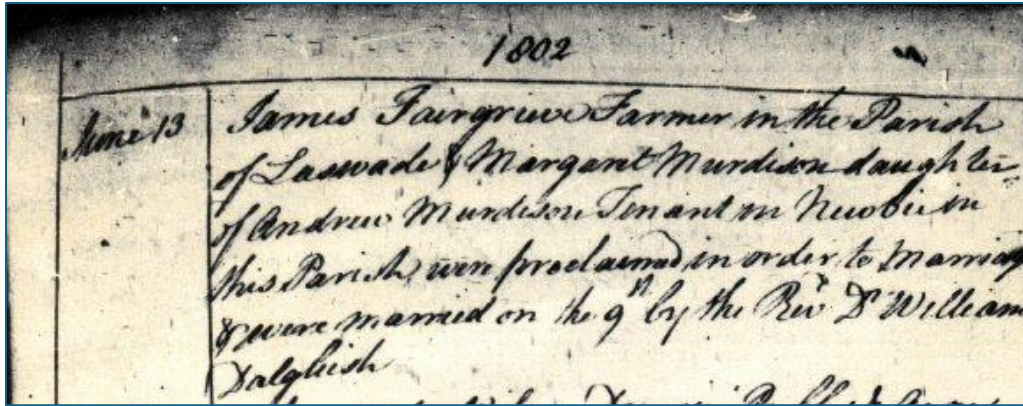 1802
June 13 James Fairgrieve Farmer in the Parish
of Laswade & Margaret Murdison daughter
of Andrew Murdison Tenant in Newbie in
this Parish, were proclaimed in order to Marriage
& were married on the 9th by the Revd Dr William
Dalgliesh